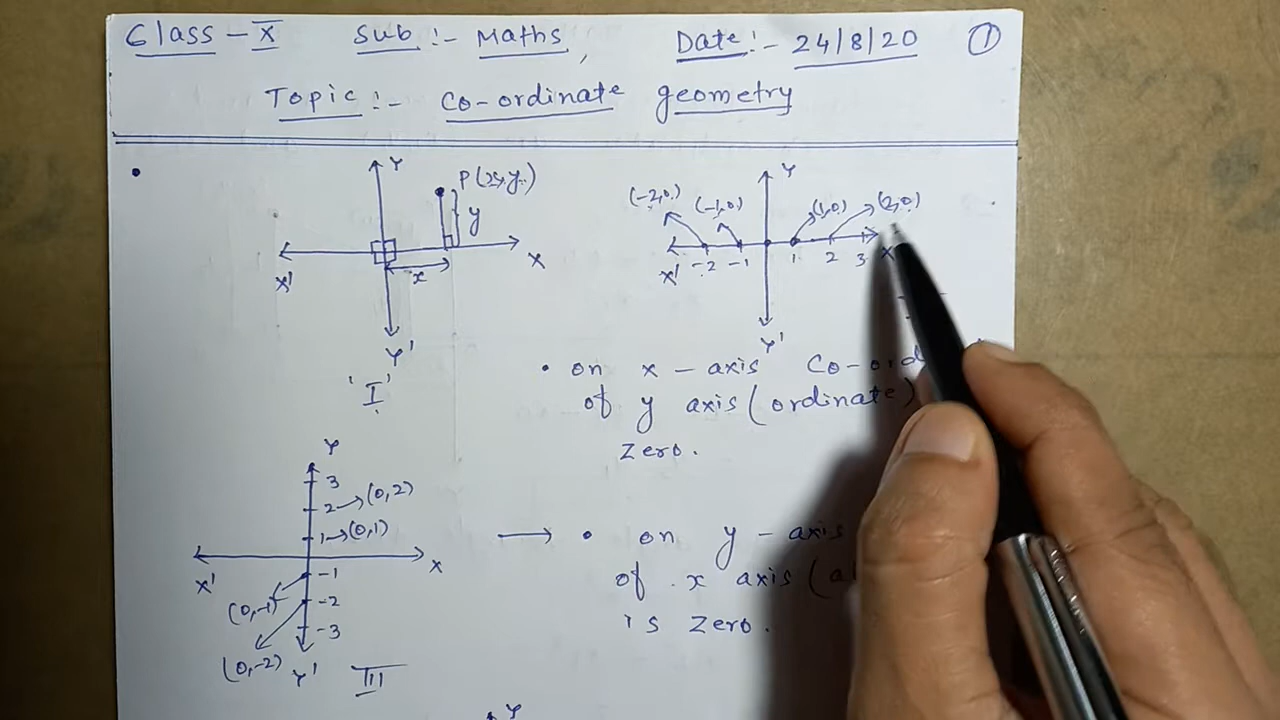 Class - X Sub :- Maths, Date :- 24/8/20 1
Topic :- Co-ordinate geometry
Y
P(x, y)
y
X' x X
Y'
'I'
Y
(-2,0) (-1,0) (1,0) (2,0)
X' -2 -1 1 2 3 X
Y'
• on x-axis
of y axis (ordinate)
zero.
Y
3
2→(0,2)
1→(0,1)
X' X
-1
(0,-1) -2
-3
(0,-2) Y'
III
→ • on y-axis
of x axis
is zero.
Y